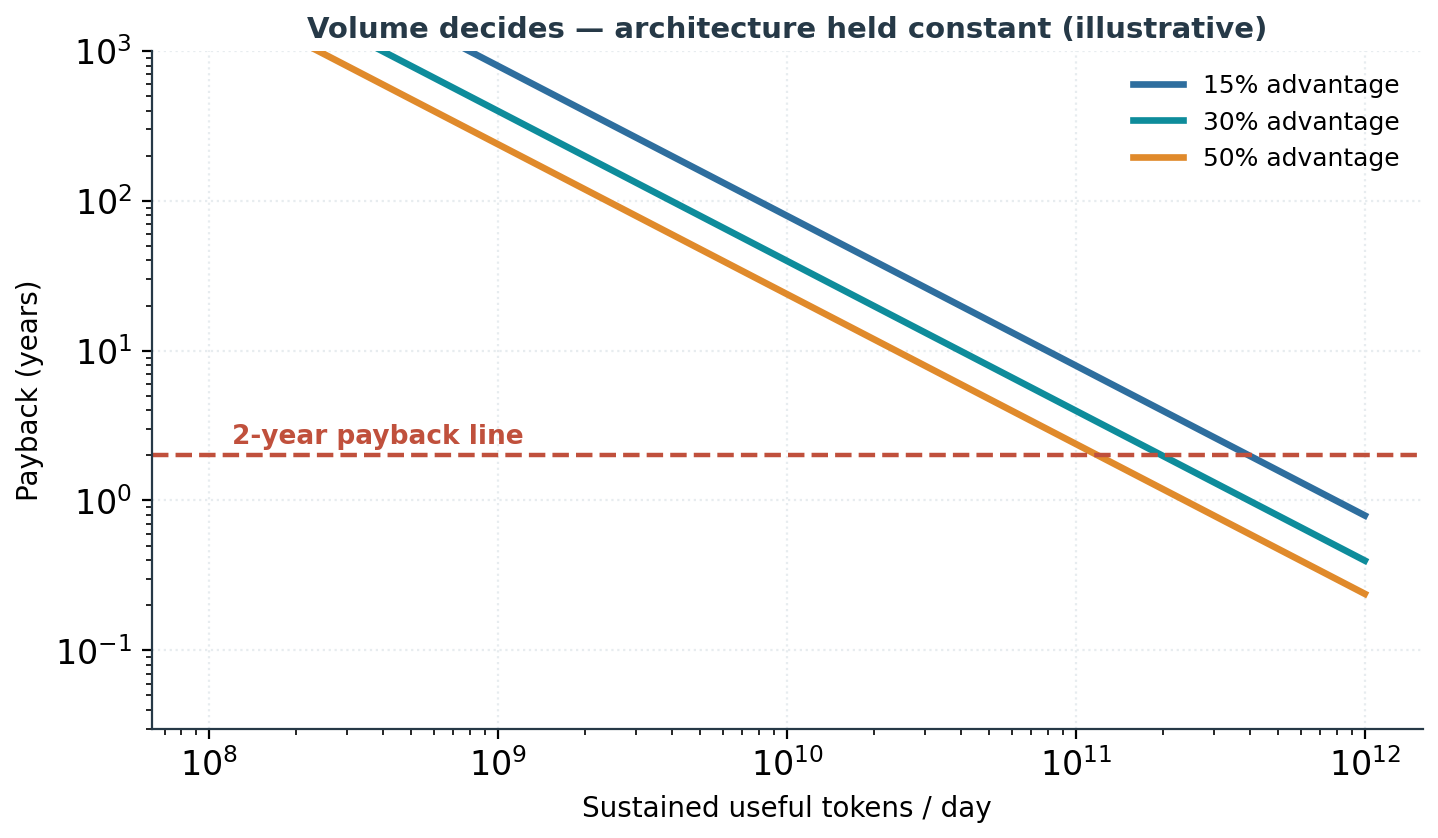 Volume decides — architecture held constant (illustrative)
10³
15% advantage
30% advantage
50% advantage
10²
Payback (years)
10¹
2-year payback line
10⁰
10⁻¹
10⁸ 10⁹ 10¹⁰ 10¹¹ 10¹²
Sustained useful tokens / day